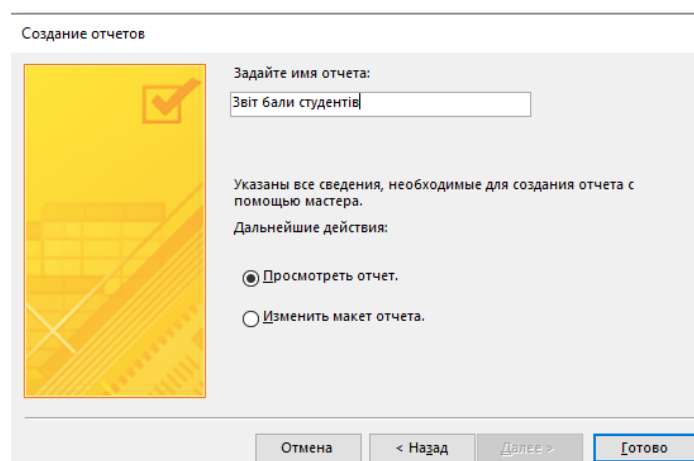 Создание отчетов
Задайте имя отчета:
Звіт бали студентів
Указаны все сведения, необходимые для создания отчета с
помощью мастера.
Дальнейшие действия:
Просмотреть отчет.
Изменить макет отчета.
Отмена < Назад Далее > Готово